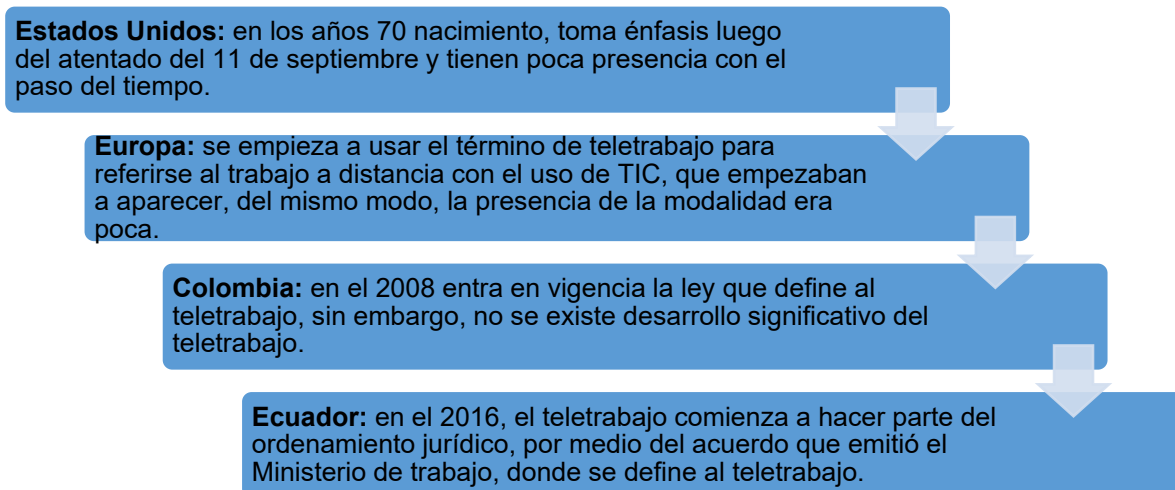 Estados Unidos: en los años 70 nacimiento, toma énfasis luego
del atentado del 11 de septiembre y tienen poca presencia con el
paso del tiempo.
Europa: se empieza a usar el término de teletrabajo para
referirse al trabajo a distancia con el uso de TIC, que empezaban
a aparecer, del mismo modo, la presencia de la modalidad era
poca.
Colombia: en el 2008 entra en vigencia la ley que define al
teletrabajo, sin embargo, no se existe desarrollo significativo del
teletrabajo.
Ecuador: en el 2016, el teletrabajo comienza a hacer parte del
ordenamiento jurídico, por medio del acuerdo que emitió el
Ministerio de trabajo, donde se define al teletrabajo.